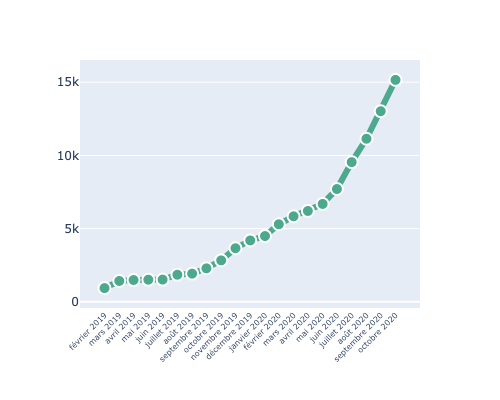 15k
10k
5k
0
février 2019
mars 2019
avril 2019
mai 2019
juin 2019
juillet 2019
août 2019
septembre 2019
octobre 2019
novembre 2019
décembre 2019
janvier 2020
février 2020
mars 2020
avril 2020
mai 2020
juin 2020
juillet 2020
août 2020
septembre 2020
octobre 2020